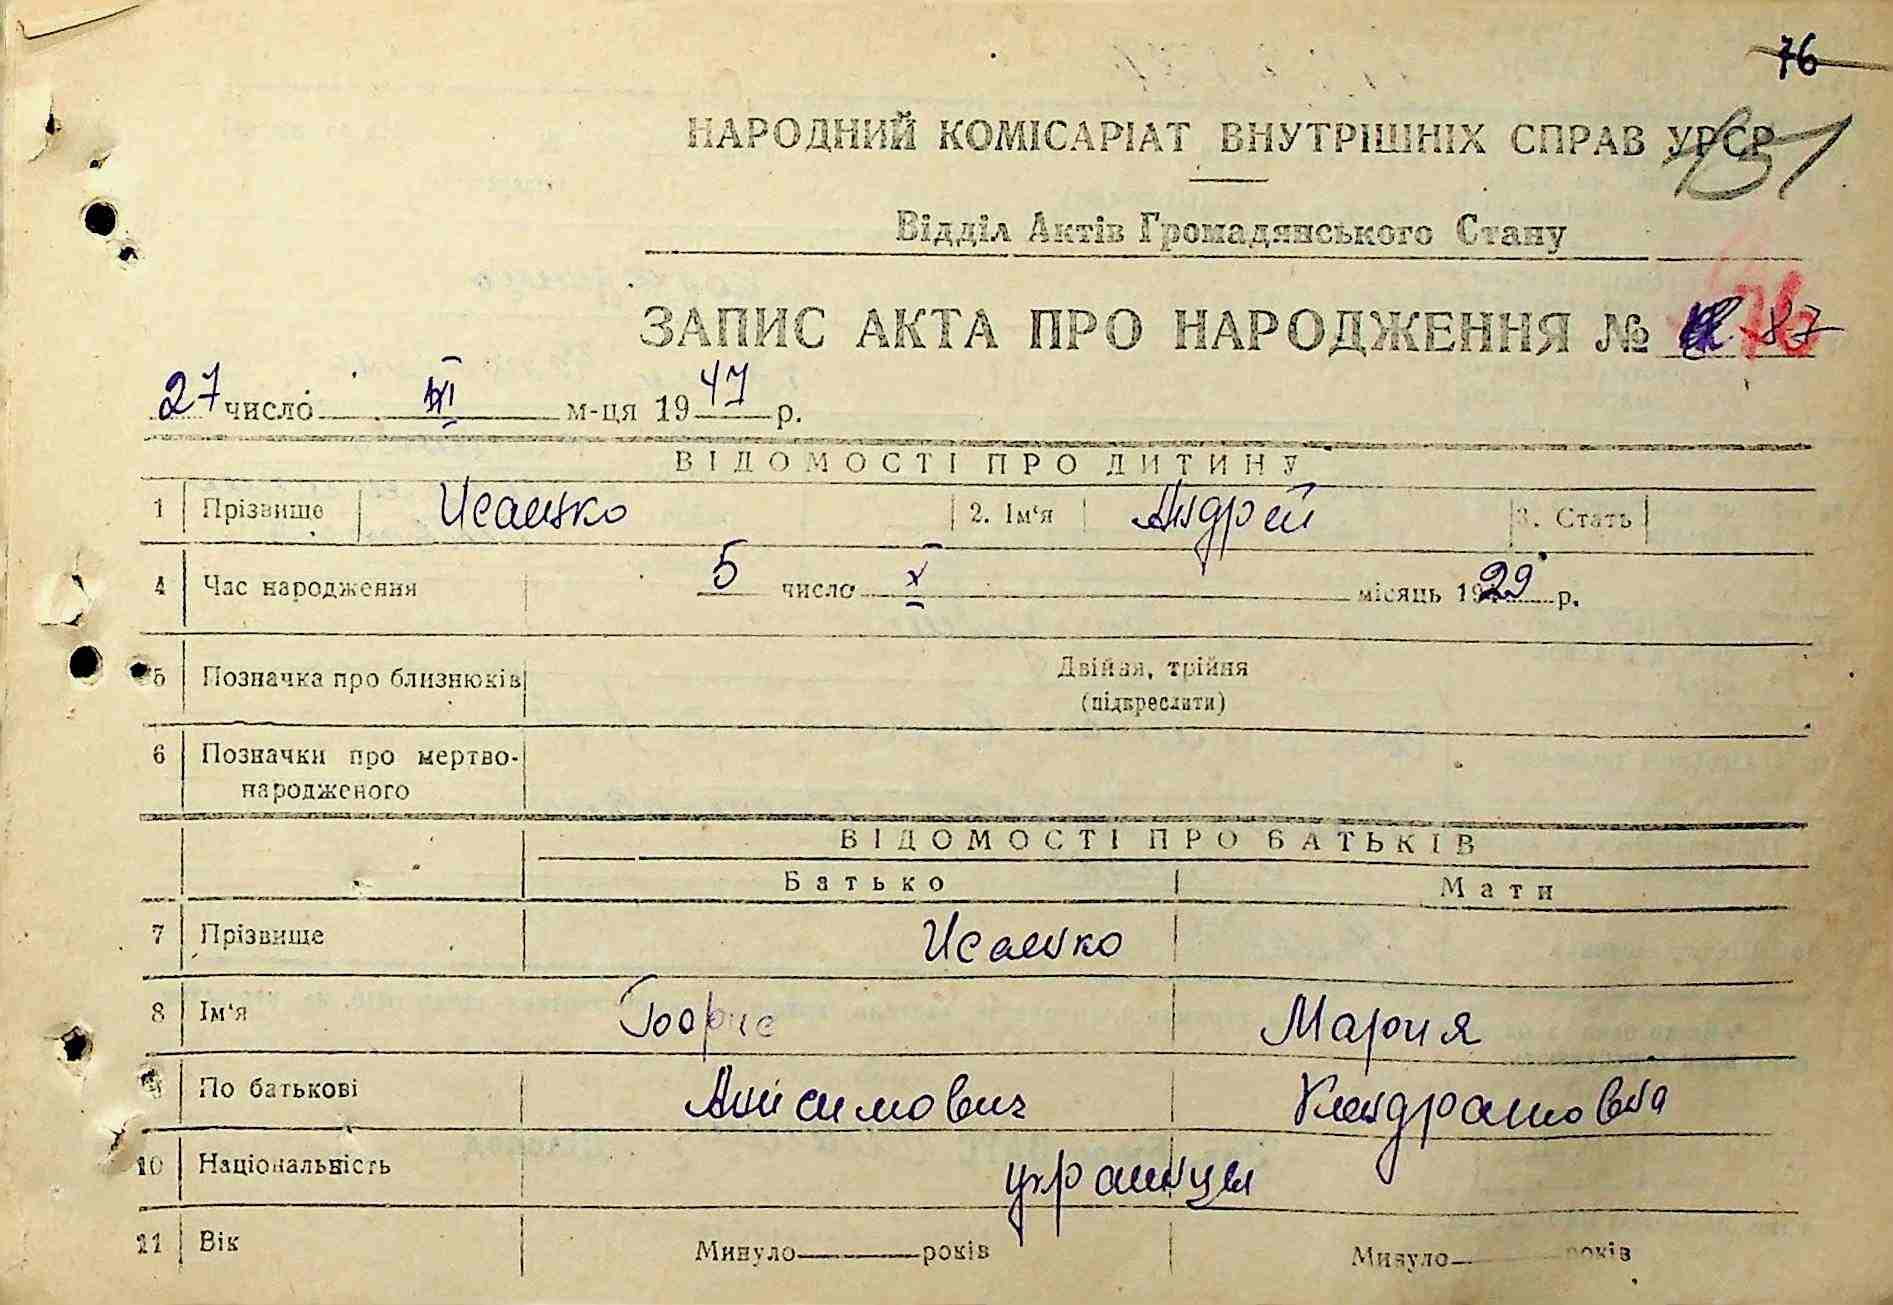 76
НАРОДНИЙ КОМІСАРІАТ ВНУТРІШНІХ СПРАВ УРСР
Відділ Актів Громадянського Стану
76
ЗАПИС АКТА ПРО НАРОДЖЕННЯ № 87
27 число XI м-ця 1947 р.
ВІДОМОСТІ ПРО ДИТИНУ
1 Прізвище Исаенко 2. Ім'я Андрей 3. Стать
4 Час народження 5 число X місяць 1929 р.
5 Позначка про близнюків Двійня, трійня
(підкреслити)
6 Позначки про мертво-
народженого
ВІДОМОСТІ ПРО БАТЬКІВ
Батько Мати
7 Прізвище Исаенко
8 Ім'я Борис Мария
9 По батькові Анисимович Кондратовна
10 Національність украинцы
11 Вік Минуло років Минуло років